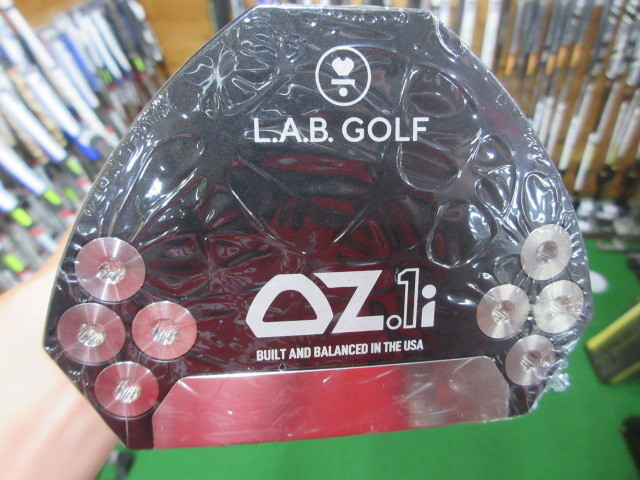 L.A.B. GOLF
OZ.1i
BUILT AND BALANCED IN THE USA